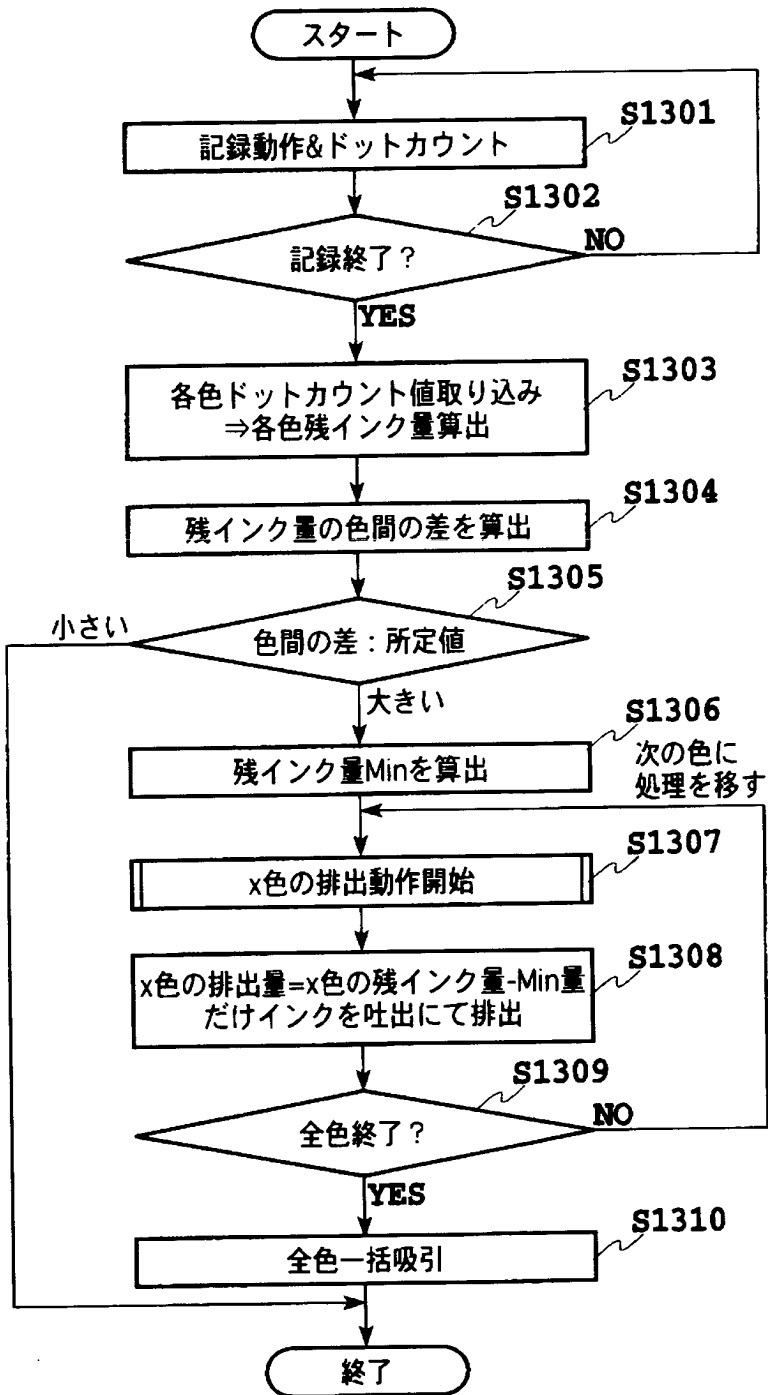 スタート
S1301
記録動作&ドットカウント
S1302
記録終了？
NO
YES
S1303
各色ドットカウント値取り込み
⇒各色残インク量算出
S1304
残インク量の色間の差を算出
S1305
小さい
色間の差：所定値
大きい
S1306
残インク量Minを算出
次の色に
処理を移す
S1307
x色の排出動作開始
S1308
x色の排出量=x色の残インク量-Min量
だけインクを吐出にて排出
S1309
全色終了？
NO
YES
S1310
全色一括吸引
終了